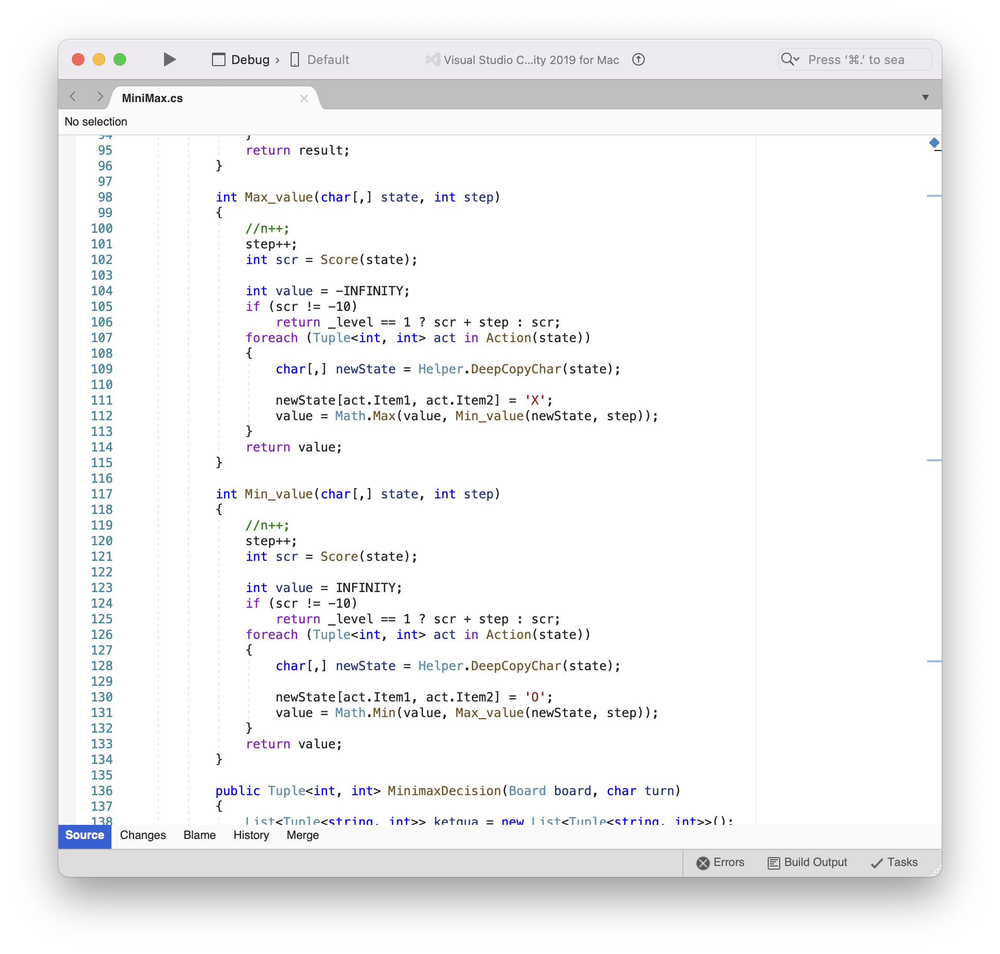 Debug › Default Visual Studio C...ity 2019 for Mac Press ‘⌘.’ to sea
MiniMax.cs
No selection
94 }
95 return result;
96 }
97
98 int Max_value(char[,] state, int step)
99 {
100 //n++;
101 step++;
102 int scr = Score(state);
103
104 int value = -INFINITY;
105 if (scr != -10)
106 return _level == 1 ? scr + step : scr;
107 foreach (Tuple<int, int> act in Action(state))
108 {
109 char[,] newState = Helper.DeepCopyChar(state);
110
111 newState[act.Item1, act.Item2] = 'X';
112 value = Math.Max(value, Min_value(newState, step));
113 }
114 return value;
115 }
116
117 int Min_value(char[,] state, int step)
118 {
119 //n++;
120 step++;
121 int scr = Score(state);
122
123 int value = INFINITY;
124 if (scr != -10)
125 return _level == 1 ? scr + step : scr;
126 foreach (Tuple<int, int> act in Action(state))
127 {
128 char[,] newState = Helper.DeepCopyChar(state);
129
130 newState[act.Item1, act.Item2] = 'O';
131 value = Math.Min(value, Max_value(newState, step));
132 }
133 return value;
134 }
135
136 public Tuple<int, int> MinimaxDecision(Board board, char turn)
137 {
138 List<Tuple<string, int>> ketqua = new List<Tuple<string, int>>();
Source Changes Blame History Merge
Errors Build Output Tasks